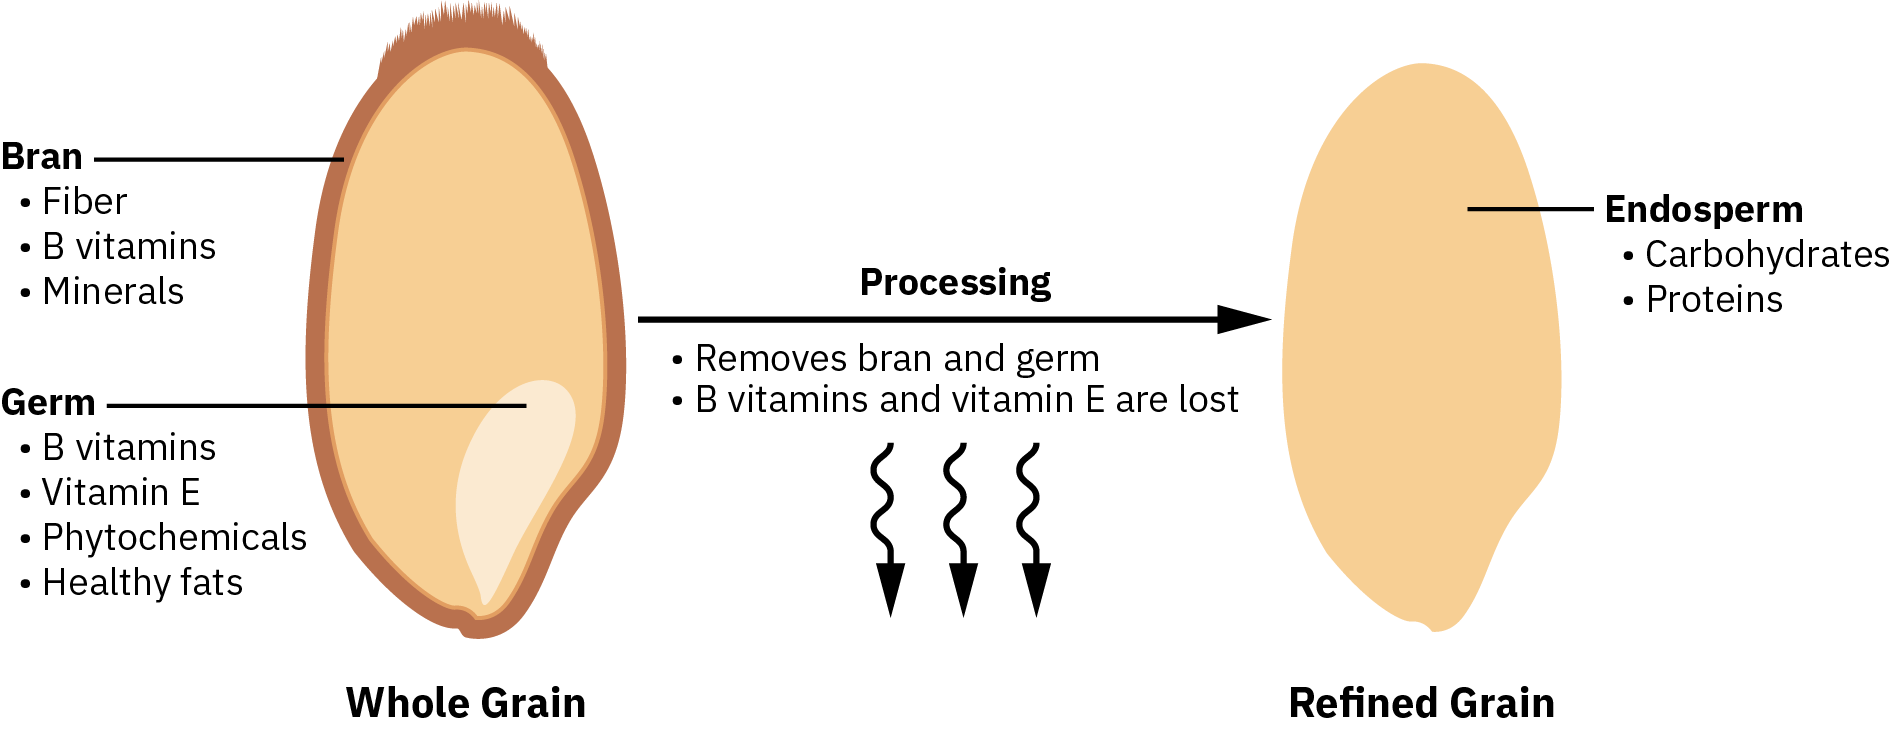 Bran
• Fiber
• B vitamins
• Minerals
Germ
• B vitamins
• Vitamin E
• Phytochemicals
• Healthy fats
Whole Grain
Processing
• Removes bran and germ
• B vitamins and vitamin E are lost
Endosperm
• Carbohydrates
• Proteins
Refined Grain